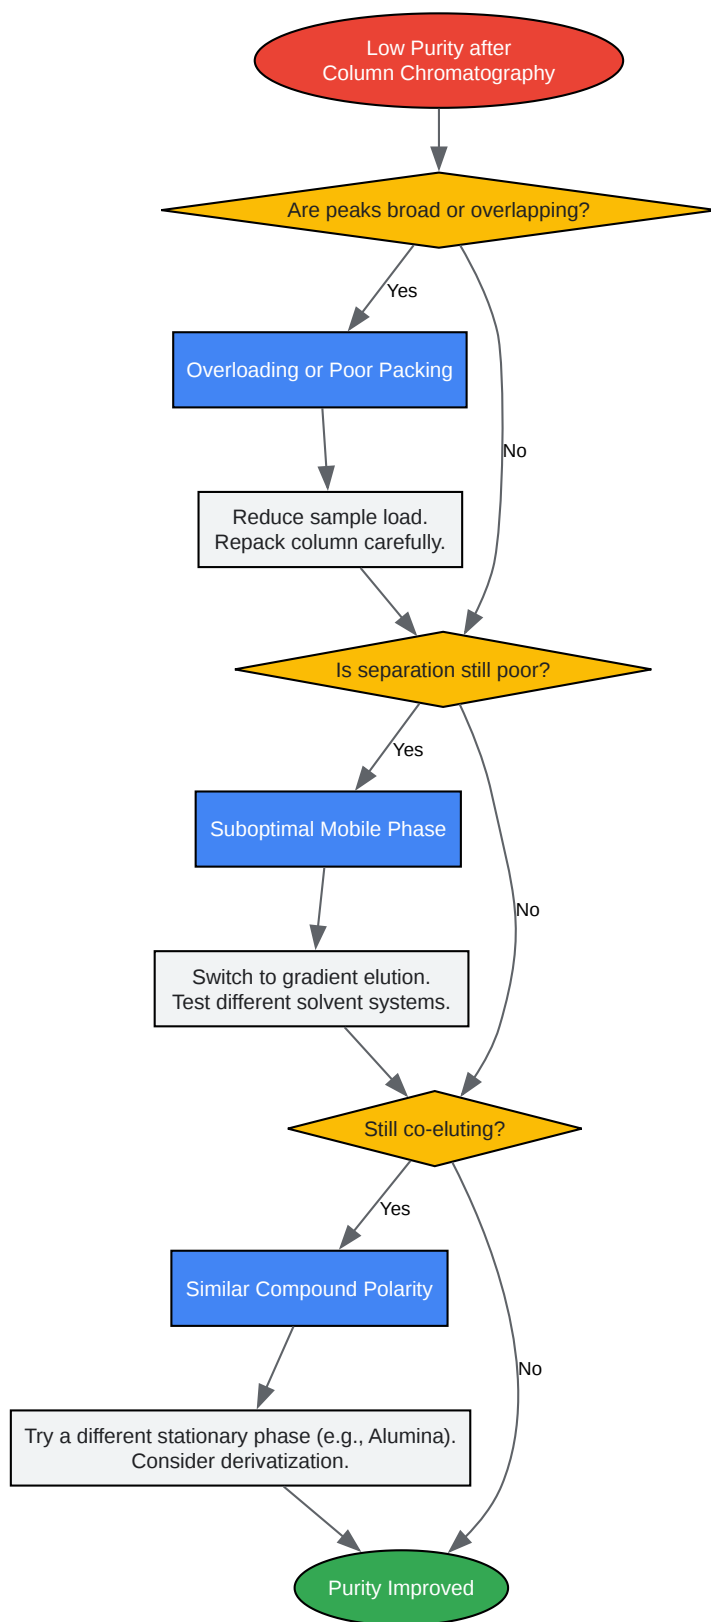 Low Purity after
Column Chromatography
Are peaks broad or overlapping?
Yes
Overloading or Poor Packing
No
Reduce sample load.
Repack column carefully.
Is separation still poor?
Yes
Suboptimal Mobile Phase
No
Switch to gradient elution.
Test different solvent systems.
Still co-eluting?
Yes
Similar Compound Polarity
No
Try a different stationary phase (e.g., Alumina).
Consider derivatization.
Purity Improved